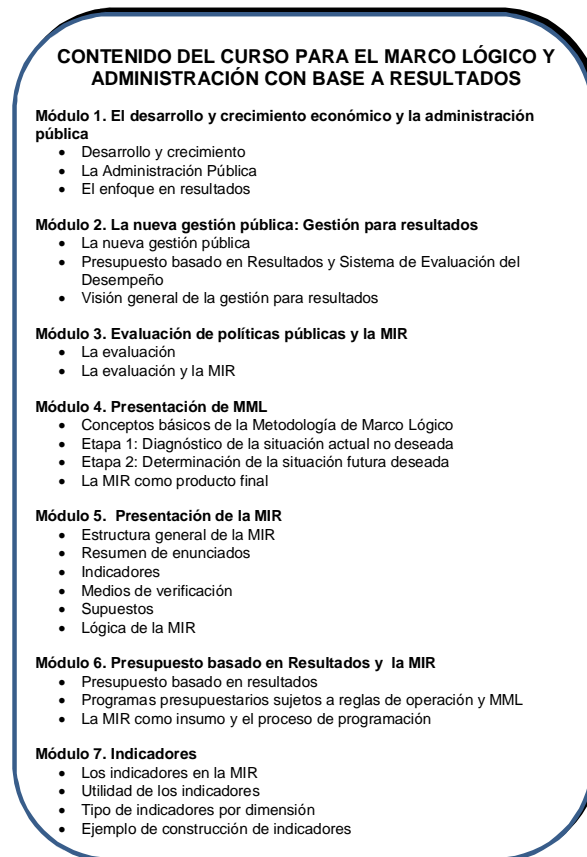 CONTENIDO DEL CURSO PARA EL MARCO LÓGICO Y
ADMINISTRACIÓN CON BASE A RESULTADOS
Módulo 1. El desarrollo y crecimiento económico y la administración
pública
• Desarrollo y crecimiento
• La Administración Pública
• El enfoque en resultados
Módulo 2. La nueva gestión pública: Gestión para resultados
• La nueva gestión pública
• Presupuesto basado en Resultados y Sistema de Evaluación del
Desempeño
• Visión general de la gestión para resultados
Módulo 3. Evaluación de políticas públicas y la MIR
• La evaluación
• La evaluación y la MIR
Módulo 4. Presentación de MML
• Conceptos básicos de la Metodología de Marco Lógico
• Etapa 1: Diagnóstico de la situación actual no deseada
• Etapa 2: Determinación de la situación futura deseada
• La MIR como producto final
Módulo 5. Presentación de la MIR
• Estructura general de la MIR
• Resumen de enunciados
• Indicadores
• Medios de verificación
• Supuestos
• Lógica de la MIR
Módulo 6. Presupuesto basado en Resultados y la MIR
• Presupuesto basado en resultados
• Programas presupuestarios sujetos a reglas de operación y MML
• La MIR como insumo y el proceso de programación
Módulo 7. Indicadores
• Los indicadores en la MIR
• Utilidad de los indicadores
• Tipo de indicadores por dimensión
• Ejemplo de construcción de indicadores